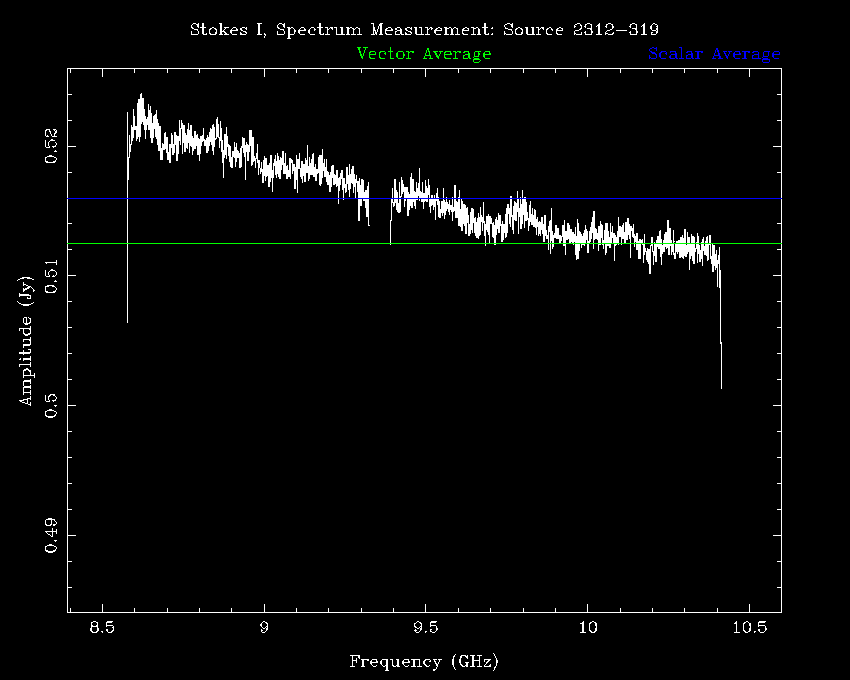 Stokes I, Spectrum Measurement: Source 2312-319
Vector Average
Scalar Average
0.52
0.51
0.5
0.49
Amplitude (Jy)
8.5
9
9.5
10
10.5
Frequency (GHz)